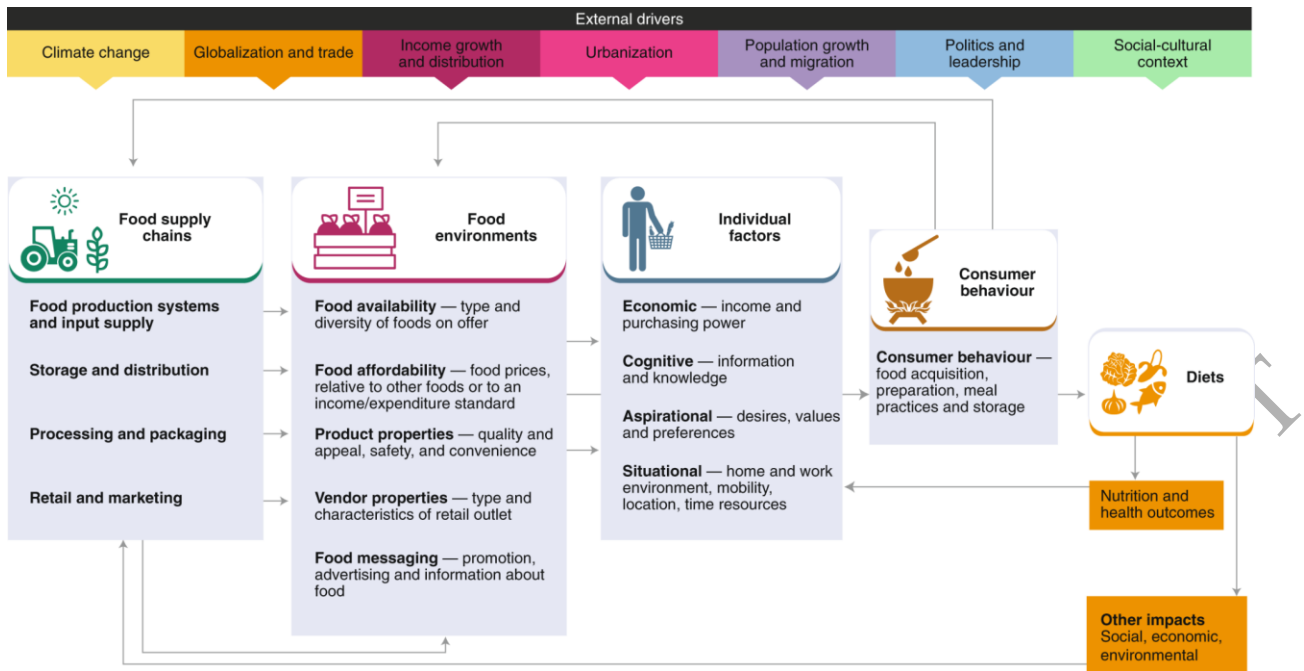 External drivers
Climate change
Globalization and trade
Income growth
and distribution
Urbanization
Population growth
and migration
Politics and
leadership
Social-cultural
context
Food supply
chains
Food production systems
and input supply
Storage and distribution
Processing and packaging
Retail and marketing
Food
environments
Food availability — type and
diversity of foods on offer
Food affordability — food prices,
relative to other foods or to an
income/expenditure standard
Product properties — quality and
appeal, safety, and convenience
Vendor properties — type and
characteristics of retail outlet
Food messaging — promotion,
advertising and information about
food
Individual
factors
Economic — income and
purchasing power
Cognitive — information
and knowledge
Aspirational — desires, values
and preferences
Situational — home and work
environment, mobility,
location, time resources
Consumer
behaviour
Consumer behaviour —
food acquisition,
preparation, meal
practices and storage
Diets
Nutrition and
health outcomes
Other impacts
Social, economic,
environmental